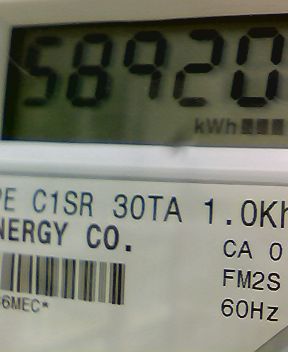 58920
kWh
PE C1SR 30TA 1.0Kh
NERGY CO.
CA 0
FM2S
6MEC*
60Hz